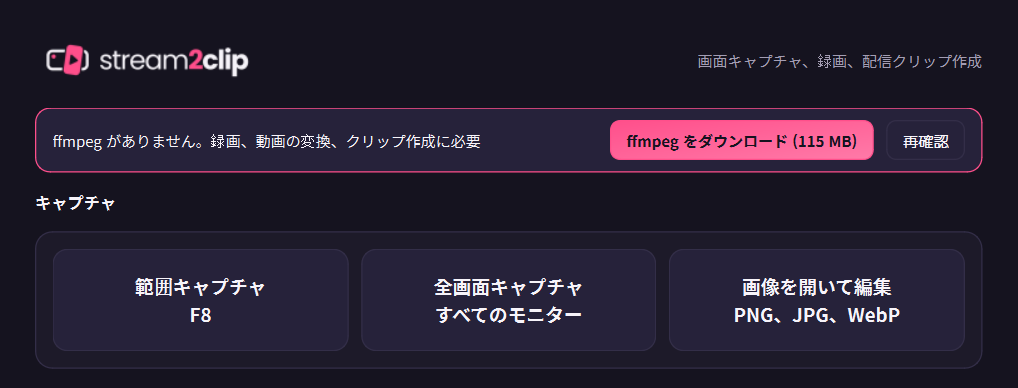 stream2clip
画面キャプチャ、録画、配信クリップ作成
ffmpeg がありません。録画、動画の変換、クリップ作成に必要
ffmpeg をダウンロード (115 MB)
再確認
キャプチャ
範囲キャプチャ
F8
全画面キャプチャ
すべてのモニター
画像を開いて編集
PNG、JPG、WebP